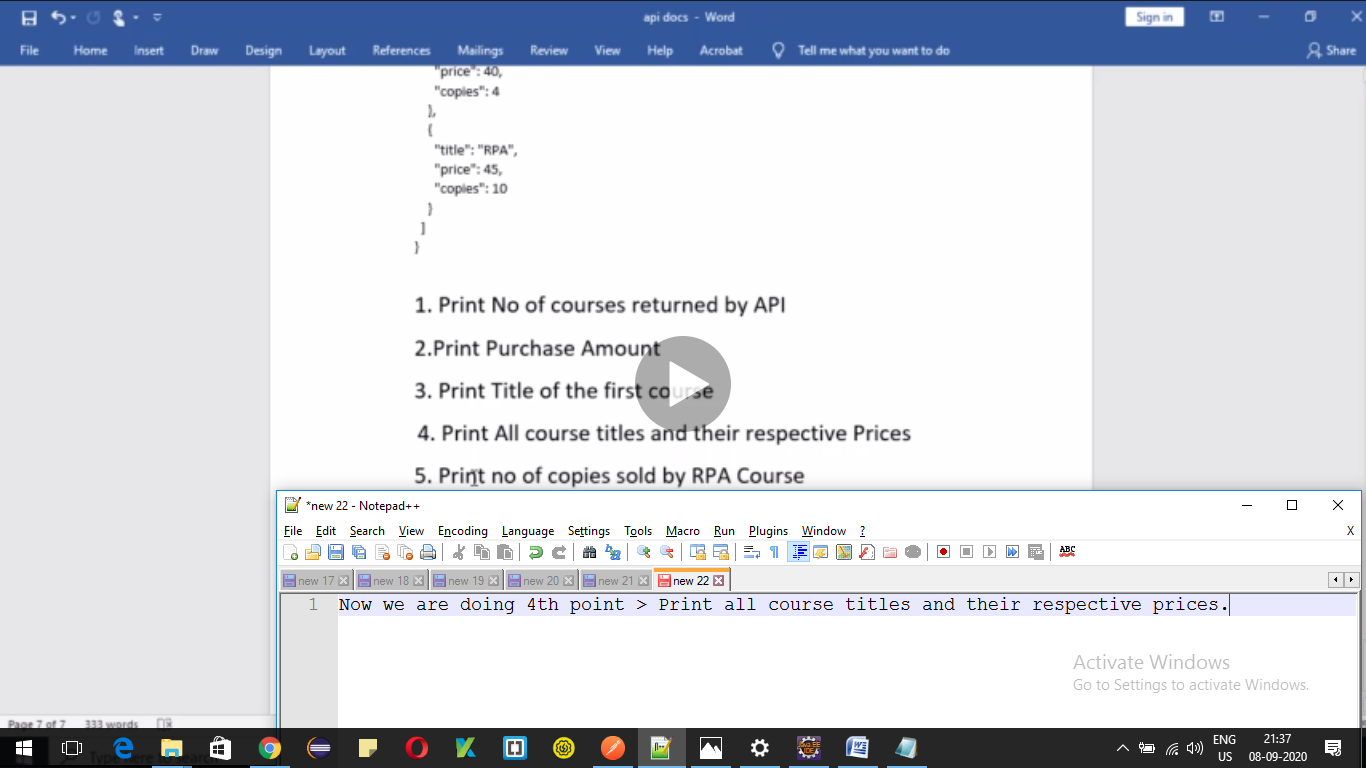 api docs - Word
Sign in
File Home Insert Draw Design Layout References Mailings Review View Help Acrobat Tell me what you want to do Share
"price": 40,
"copies": 4
},
{
"title": "RPA",
"price": 45,
"copies": 10
}
]
}
1. Print No of courses returned by API
2.Print Purchase Amount
3. Print Title of the first course
4. Print All course titles and their respective Prices
5. Print no of copies sold by RPA Course
*new 22 - Notepad++
File Edit Search View Encoding Language Settings Tools Macro Run Plugins Window ? X
ABC
new 17 new 18 new 19 new 20 new 21 new 22
1 Now we are doing 4th point > Print all course titles and their respective prices.
Activate Windows
Go to Settings to activate Windows.
Page 7 of 7 333 words
Type here to search
ENG
US
21:37
08-09-2020